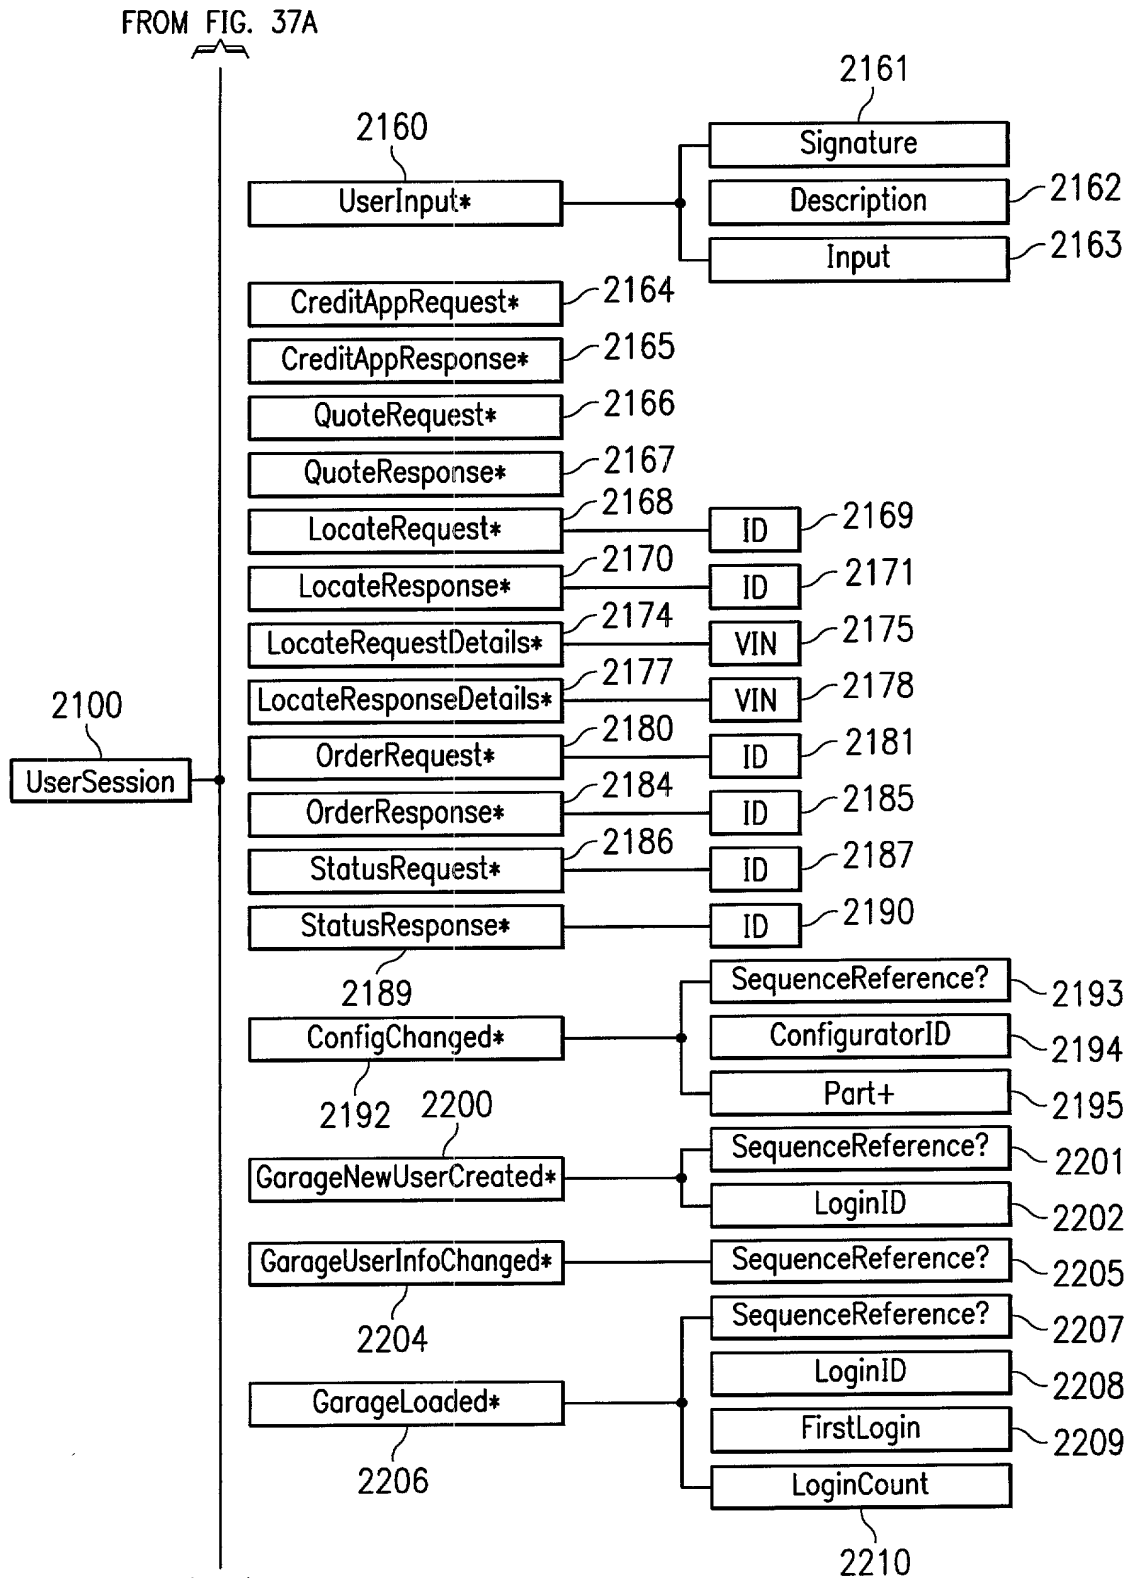 FROM FIG. 37A
2161
2160
Signature
UserInput*
Description
2162
Input
2163
CreditAppRequest*
2164
CreditAppResponse*
2165
QuoteRequest*
2166
QuoteResponse*
2167
LocateRequest*
2168
ID
2169
LocateResponse*
2170
ID
2171
LocateRequestDetails*
2174
VIN
2175
LocateResponseDetails*
2177
VIN
2178
2100
UserSession
OrderRequest*
2180
ID
2181
OrderResponse*
2184
ID
2185
StatusRequest*
2186
ID
2187
StatusResponse*
2189
ID
2190
ConfigChanged*
2192
SequenceReference?
2193
ConfiguratorID
2194
Part+
2195
2200
GarageNewUserCreated*
SequenceReference?
2201
LoginID
2202
GarageUserInfoChanged*
2204
SequenceReference?
2205
GarageLoaded*
2206
SequenceReference?
2207
LoginID
2208
FirstLogin
2209
LoginCount
2210